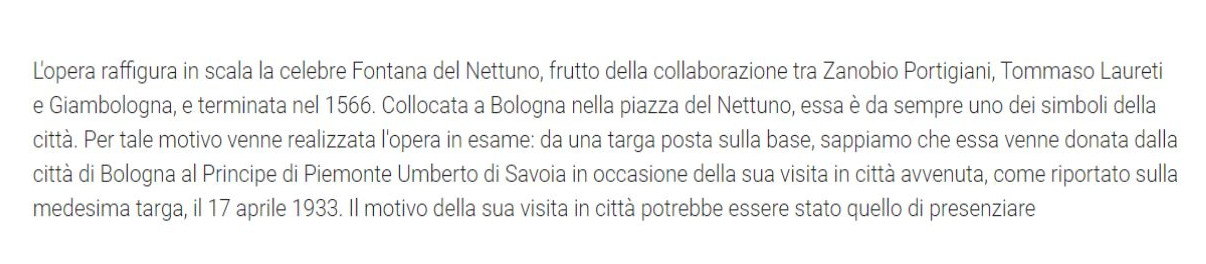 L'opera raffigura in scala la celebre Fontana del Nettuno, frutto della collaborazione tra Zanobio Portigiani, Tommaso Laureti
e Giambologna, e terminata nel 1566. Collocata a Bologna nella piazza del Nettuno, essa è da sempre uno dei simboli della
città. Per tale motivo venne realizzata l'opera in esame: da una targa posta sulla base, sappiamo che essa venne donata dalla
città di Bologna al Principe di Piemonte Umberto di Savoia in occasione della sua visita in città avvenuta, come riportato sulla
medesima targa, il 17 aprile 1933. Il motivo della sua visita in città potrebbe essere stato quello di presenziare